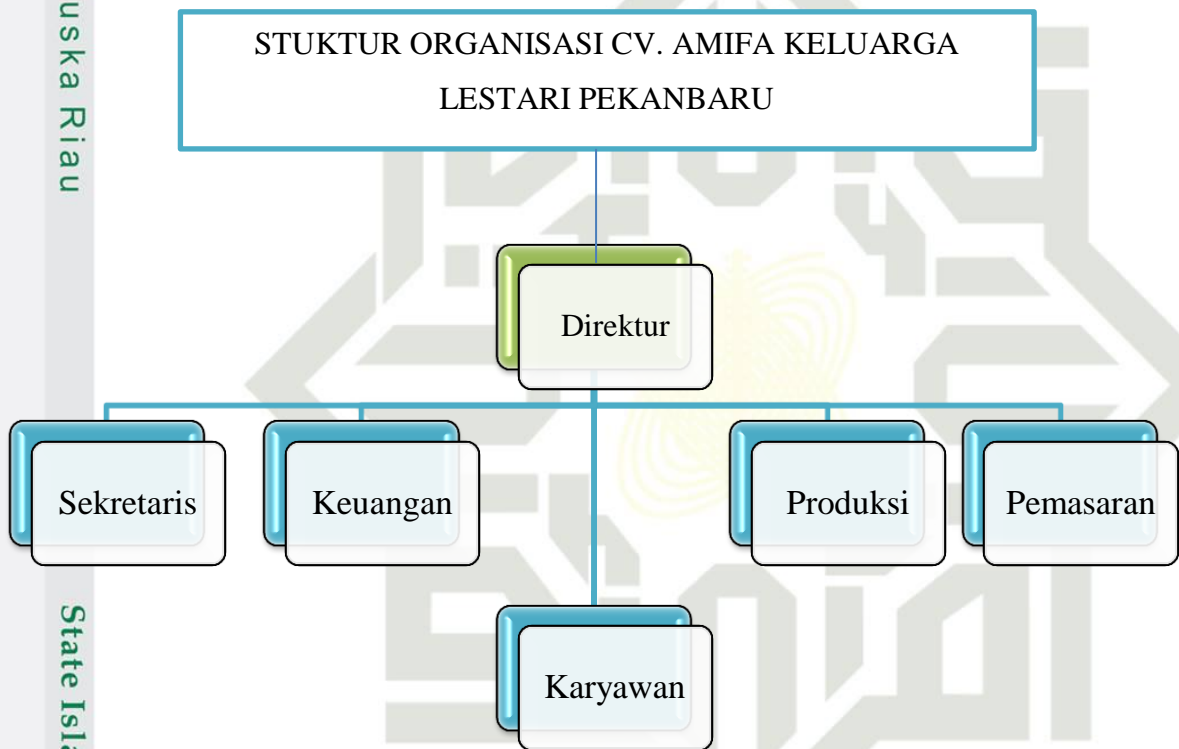 uska Riau
STUKTUR ORGANISASI CV. AMIFA KELUARGA
LESTARI PEKANBARU
Direktur
Sekretaris
Keuangan
Produksi
Pemasaran
Karyawan
State Isla